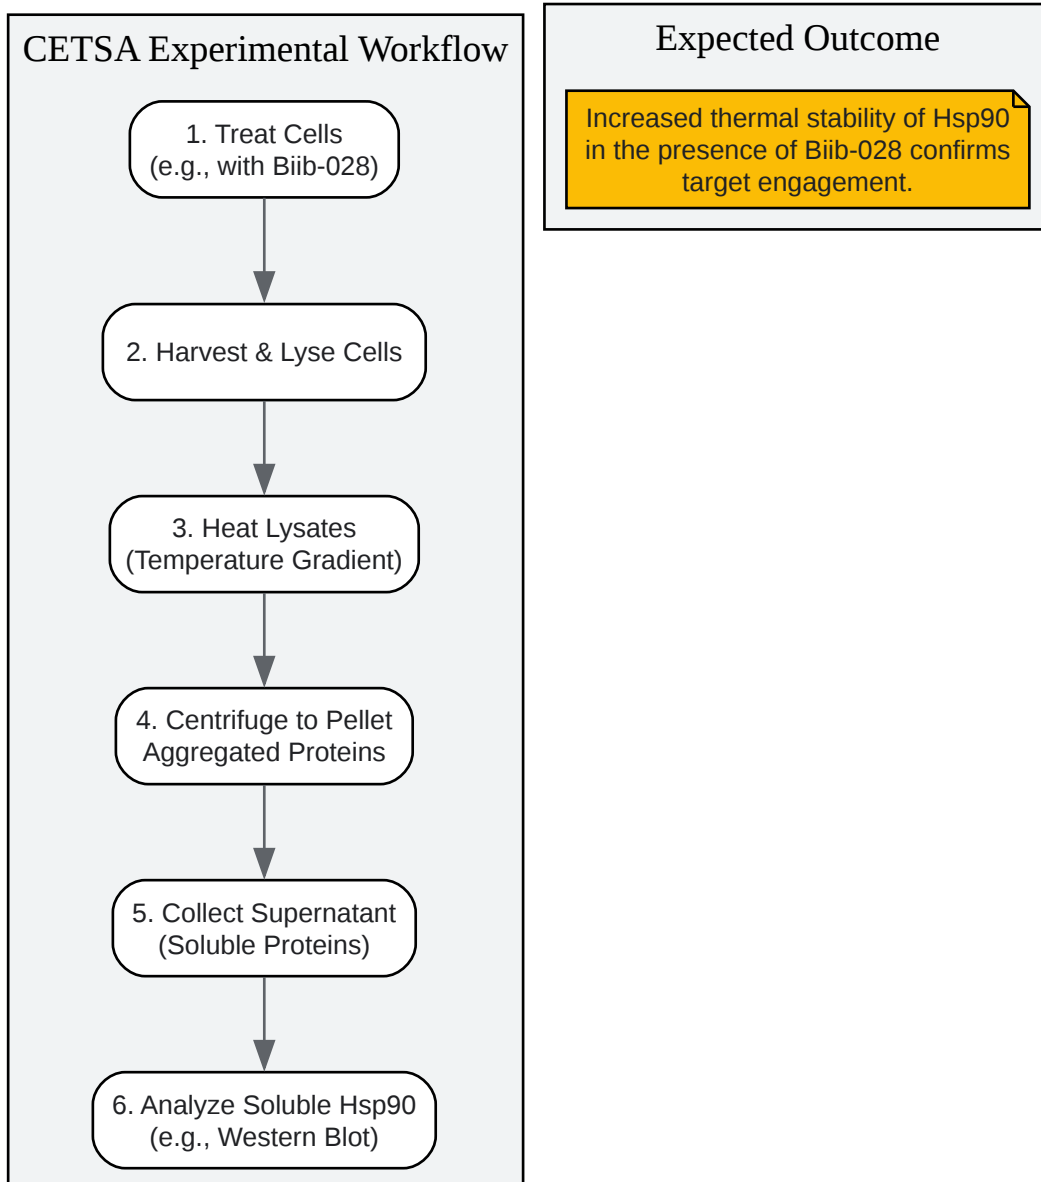 CETSA Experimental Workflow
1. Treat Cells
(e.g., with Biib-028)
2. Harvest & Lyse Cells
3. Heat Lysates
(Temperature Gradient)
4. Centrifuge to Pellet
Aggregated Proteins
5. Collect Supernatant
(Soluble Proteins)
6. Analyze Soluble Hsp90
(e.g., Western Blot)
Expected Outcome
Increased thermal stability of Hsp90
in the presence of Biib-028 confirms
target engagement.